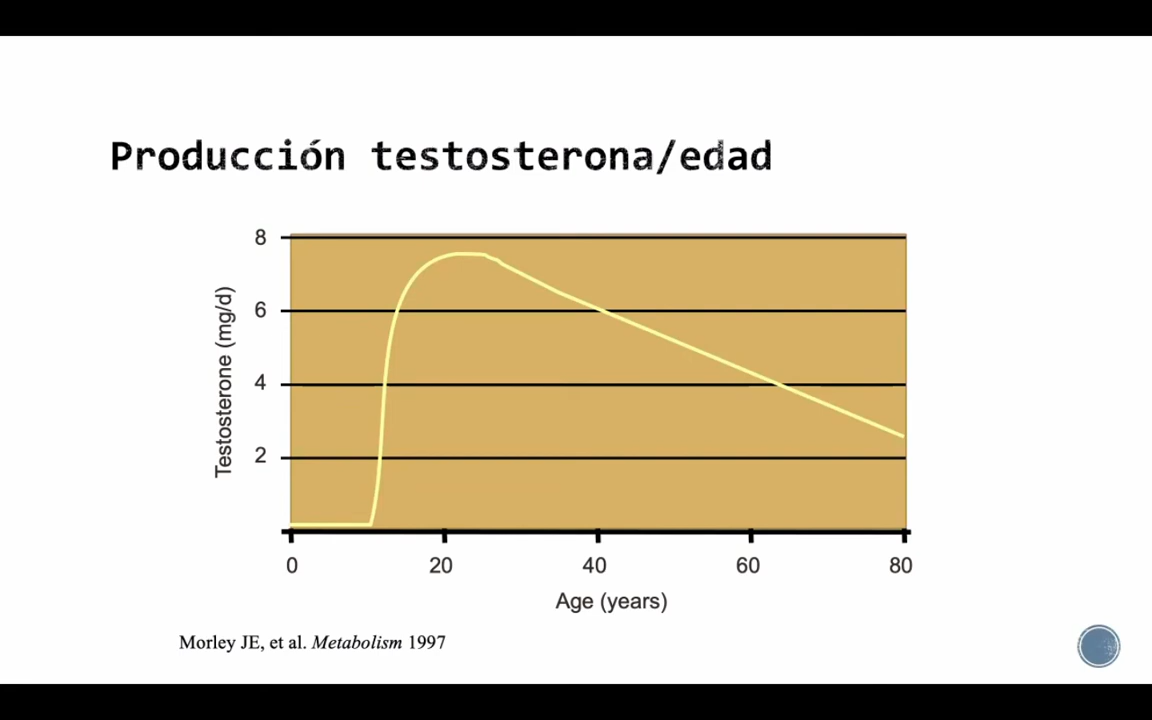 Producción testosterona/edad
8
6
4
2
Testosterone (mg/d)
0 20 40 60 80
Age (years)
Morley JE, et al. Metabolism 1997